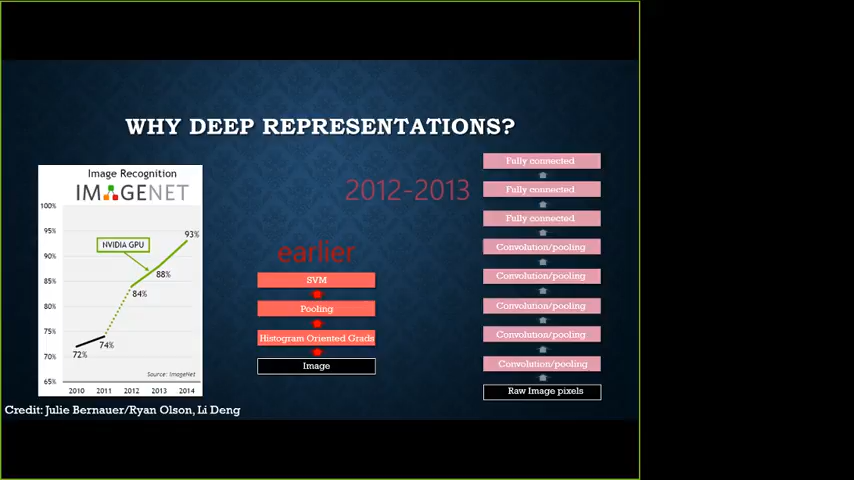 WHY DEEP REPRESENTATIONS?
Image Recognition
IMAGENET
100%
95%
90%
85%
80%
75%
70%
65%
NVIDIA GPU
93%
88%
84%
74%
72%
Source: ImageNet
2010 2011 2012 2013 2014
Credit: Julie Bernauer/Ryan Olson, Li Deng
earlier
SVM
Pooling
Histogram Oriented Grads
Image
2012-2013
Fully connected
Fully connected
Fully connected
Convolution/pooling
Convolution/pooling
Convolution/pooling
Convolution/pooling
Convolution/pooling
Raw Image pixels